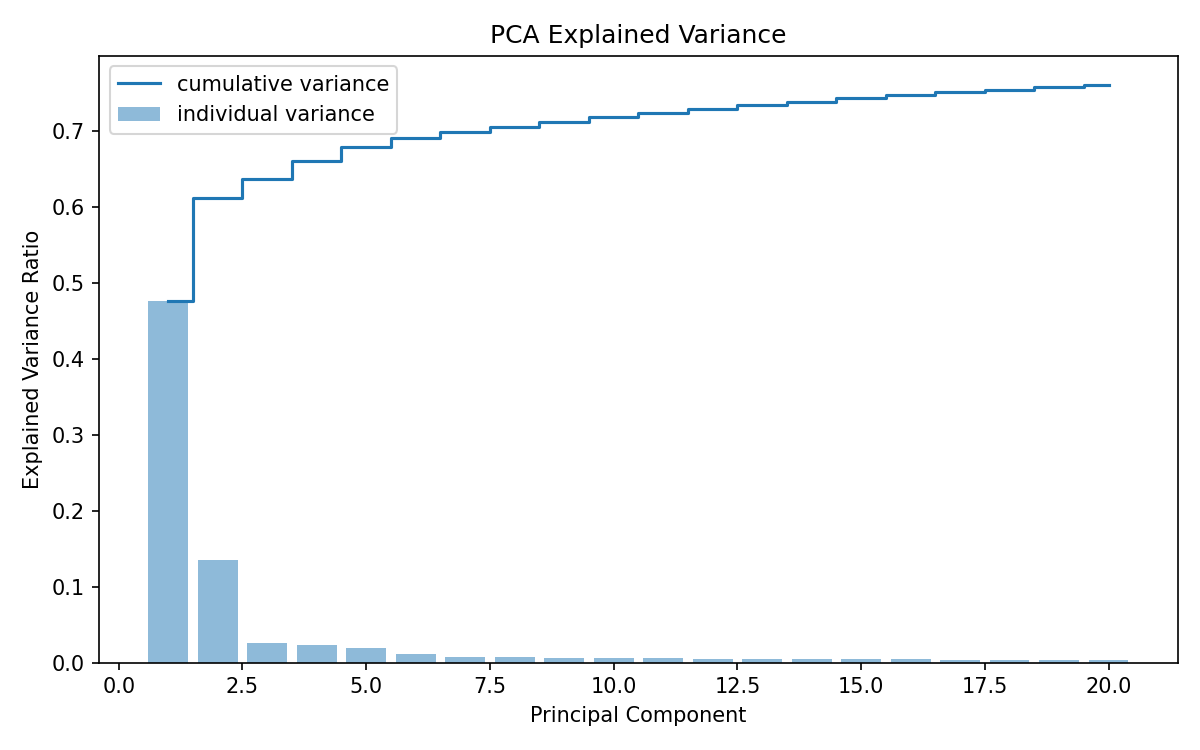 PCA Explained Variance
cumulative variance
individual variance
Explained Variance Ratio
0.7
0.6
0.5
0.4
0.3
0.2
0.1
0.0
0.0 2.5 5.0 7.5 10.0 12.5 15.0 17.5 20.0
Principal Component